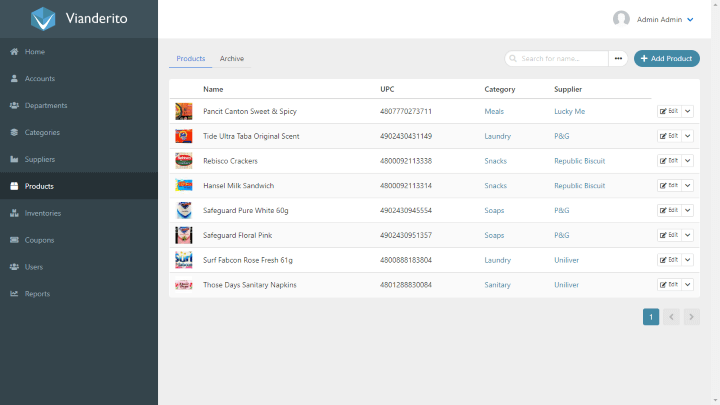 Vianderito
Admin Admin
Home
Accounts
Departments
Categories
Suppliers
Products
Inventories
Coupons
Users
Reports
Products Archive
Search for name...
Add Product
Name UPC Category Supplier
Pancit Canton Sweet & Spicy 4807770273711 Meals Lucky Me Edit
Tide Ultra Taba Original Scent 4902430431149 Laundry P&G Edit
Rebisco Crackers 4800092113338 Snacks Republic Biscuit Edit
Hansel Milk Sandwich 4800092113314 Snacks Republic Biscuit Edit
Safeguard Pure White 60g 4902430945554 Soaps P&G Edit
Safeguard Floral Pink 4902430951357 Soaps P&G Edit
Surf Fabcon Rose Fresh 61g 4800888183804 Laundry Uniliver Edit
Those Days Sanitary Napkins 4801288830084 Sanitary Uniliver Edit
1